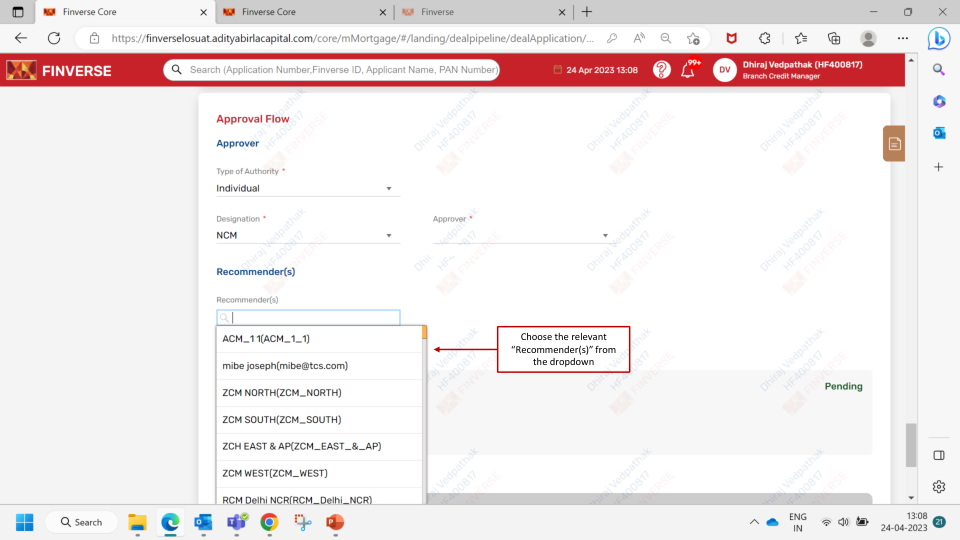 Finverse Core
Finverse Core
Finverse
https://finverselosuat.adityabirlacapital.com/core/mMortgage/#/landing/dealpipeline/dealApplication/...
FINVERSE
Search (Application Number,Finverse ID, Applicant Name, PAN Number)
24 Apr 2023 13:08
99+
DV
Dhiraj Vedpathak (HF400817)
Branch Credit Manager
Approval Flow
Approver
Type of Authority *
Individual
Designation *
Approver *
NCM
Recommender(s)
Recommender(s)
ACM_1 1(ACM_1_1)
mibe joseph(mibe@tcs.com)
ZCM NORTH(ZCM_NORTH)
ZCM SOUTH(ZCM_SOUTH)
ZCH EAST & AP(ZCM_EAST_&_AP)
ZCM WEST(ZCM_WEST)
RCM Delhi NCR(RCM_Delhi_NCR)
Choose the relevant
“Recommender(s)” from
the dropdown
Pending
Dhiraj Vedpathak
HF400817
FINVERSE
Search
ENG
IN
13:08
24-04-2023
21